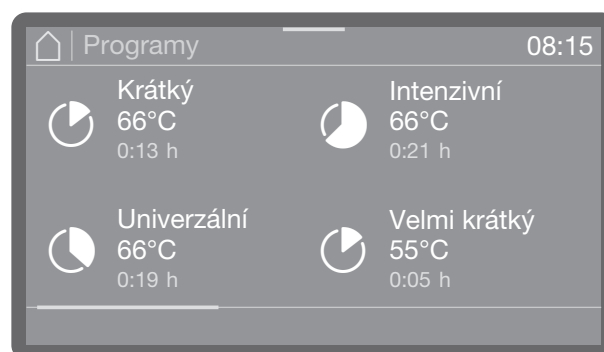 Programy 08:15
Krátký
66°C
0:13 h
Intenzivní
66°C
0:21 h
Univerzální
66°C
0:19 h
Velmi krátký
55°C
0:05 h